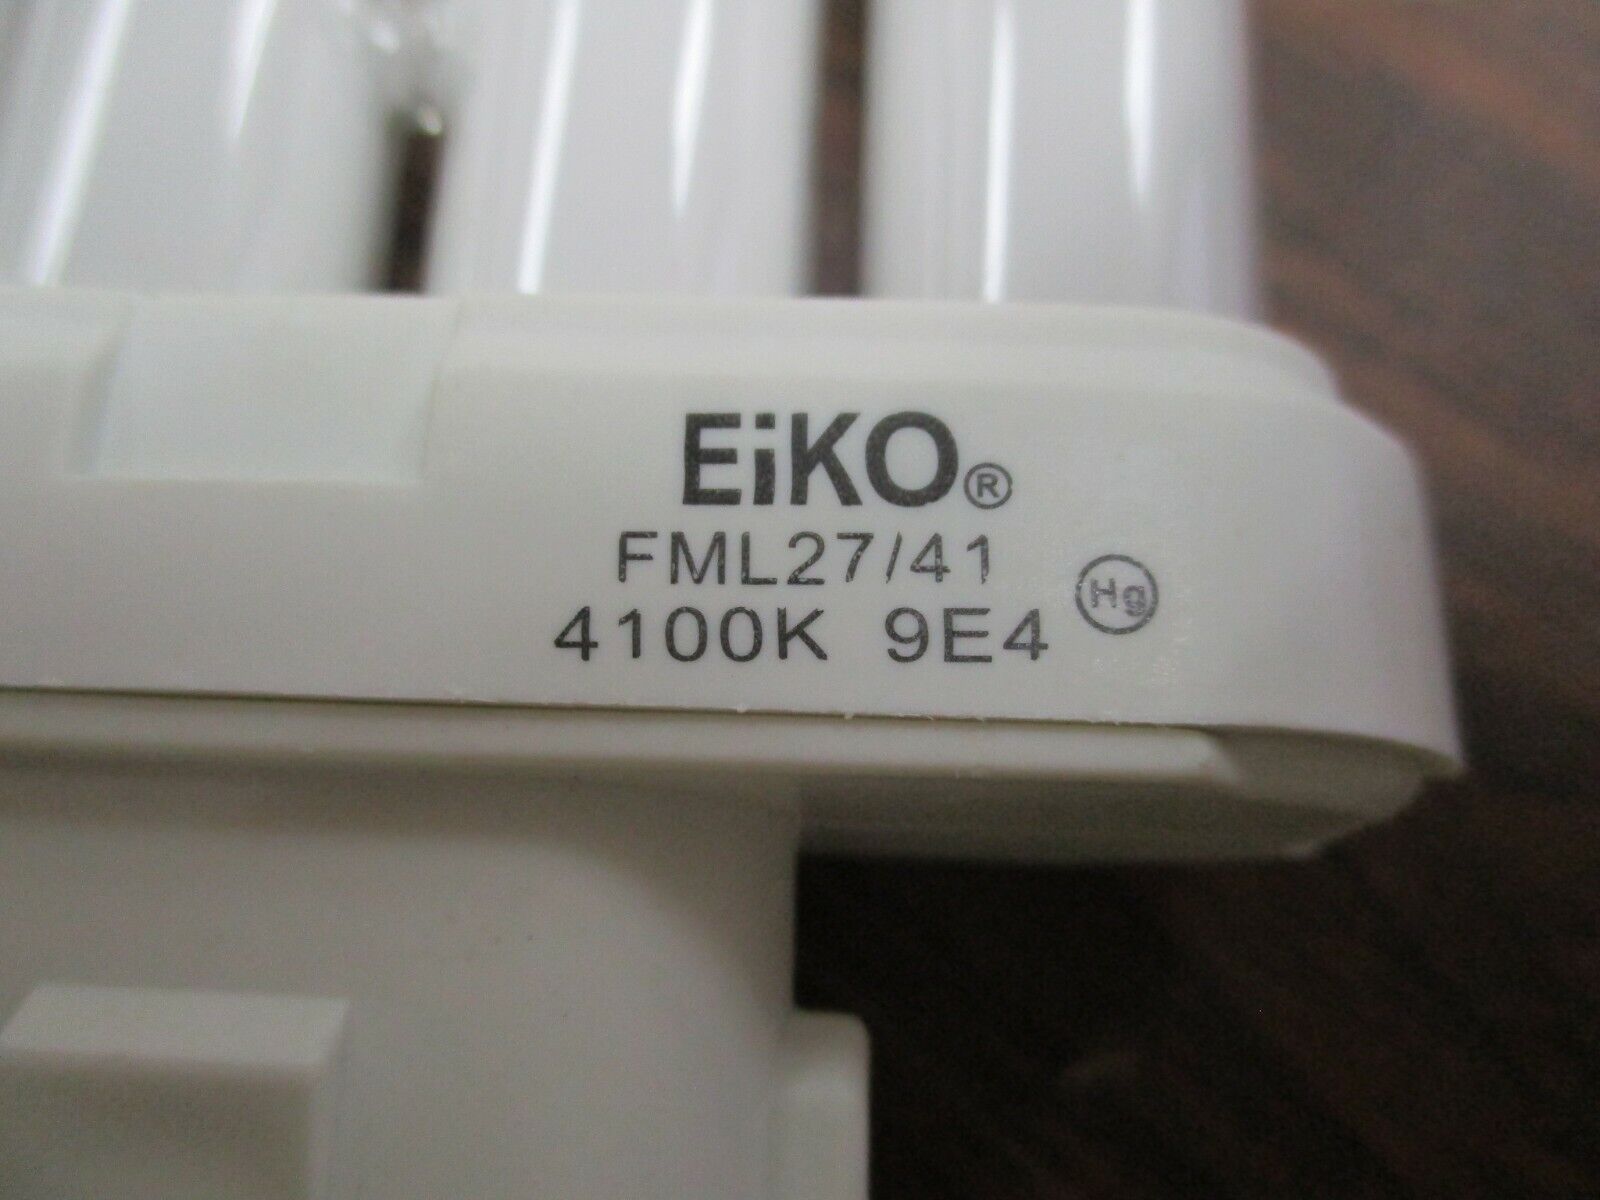 EiKO®
FML27/41
4100K 9E4
Hg